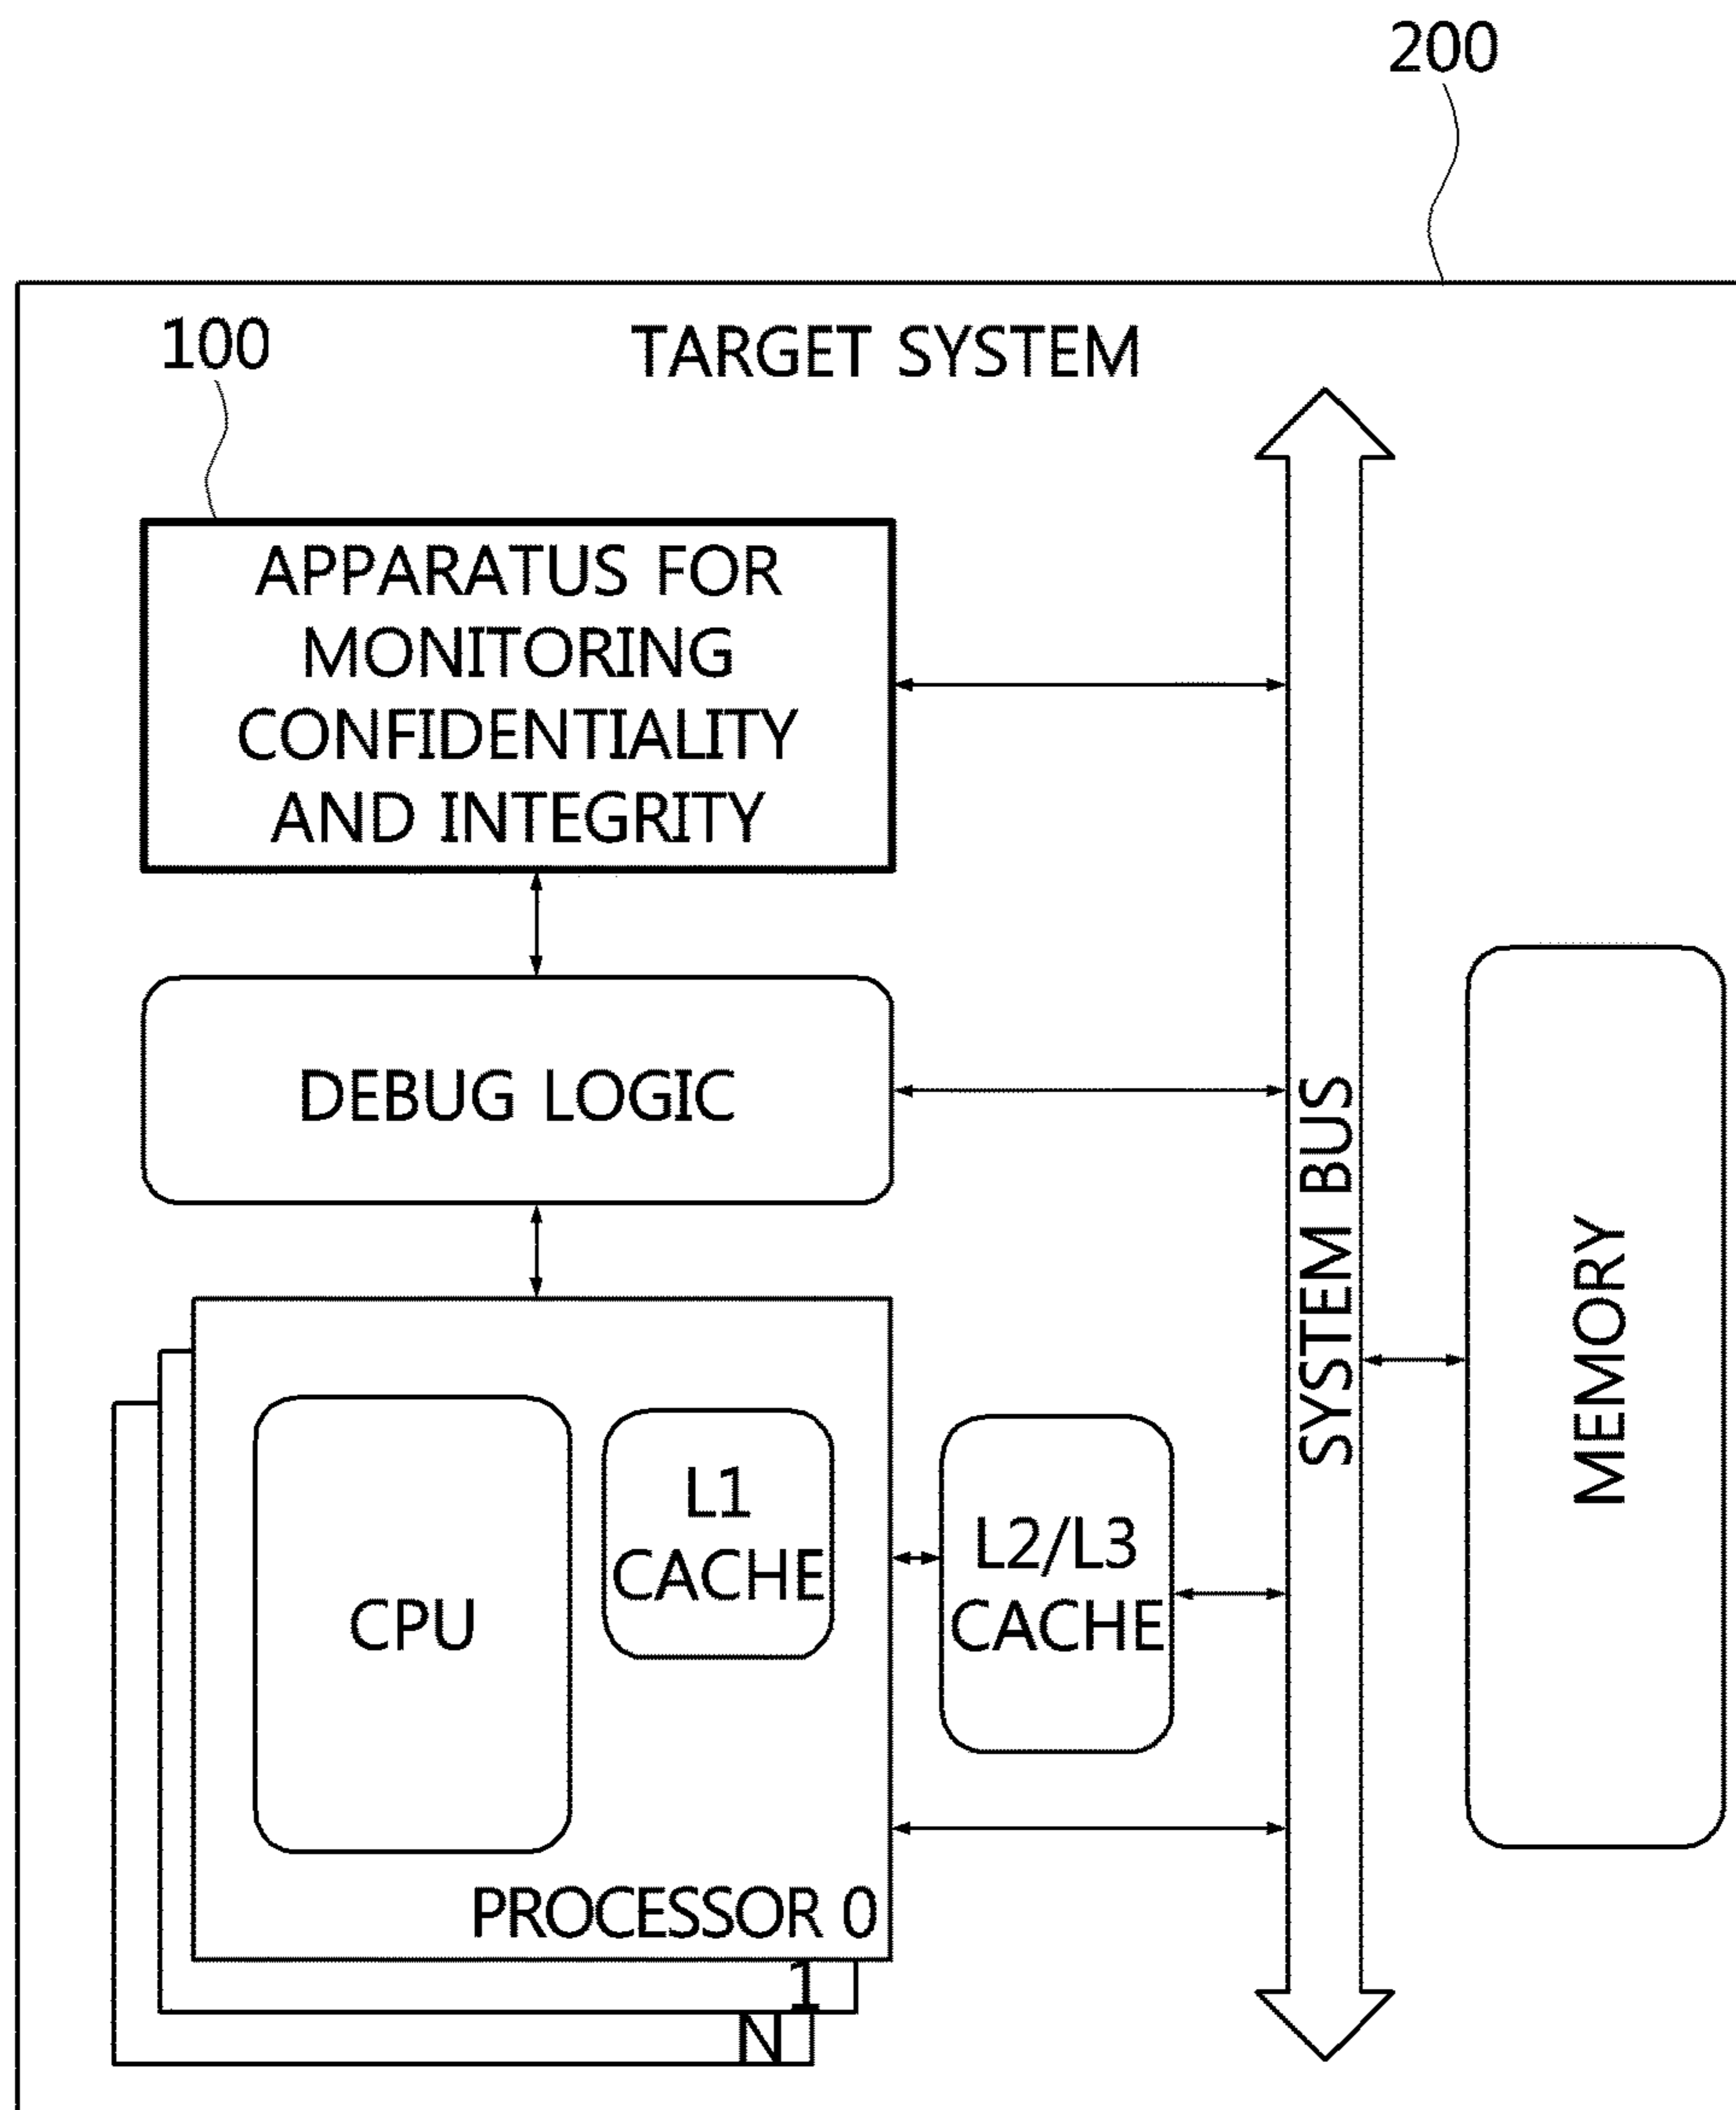 200
100
TARGET SYSTEM
APPARATUS FOR
MONITORING
CONFIDENTIALITY
AND INTEGRITY
DEBUG LOGIC
SYSTEM BUS
MEMORY
L1
CACHE
CPU
L2/L3
CACHE
PROCESSOR 0
1
N